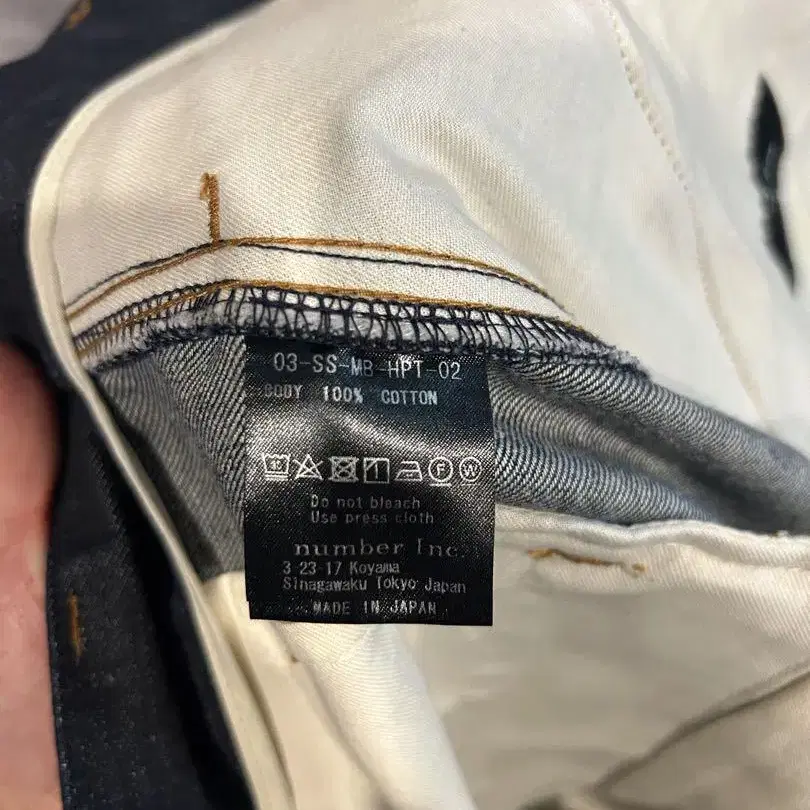 03-SS-MB-HPT-02
BODY 100% COTTON
Do not bleach
Use press cloth
number Inc.
3-23-17 Koyama
Sinagawaku Tokyo Japan
MADE IN JAPAN